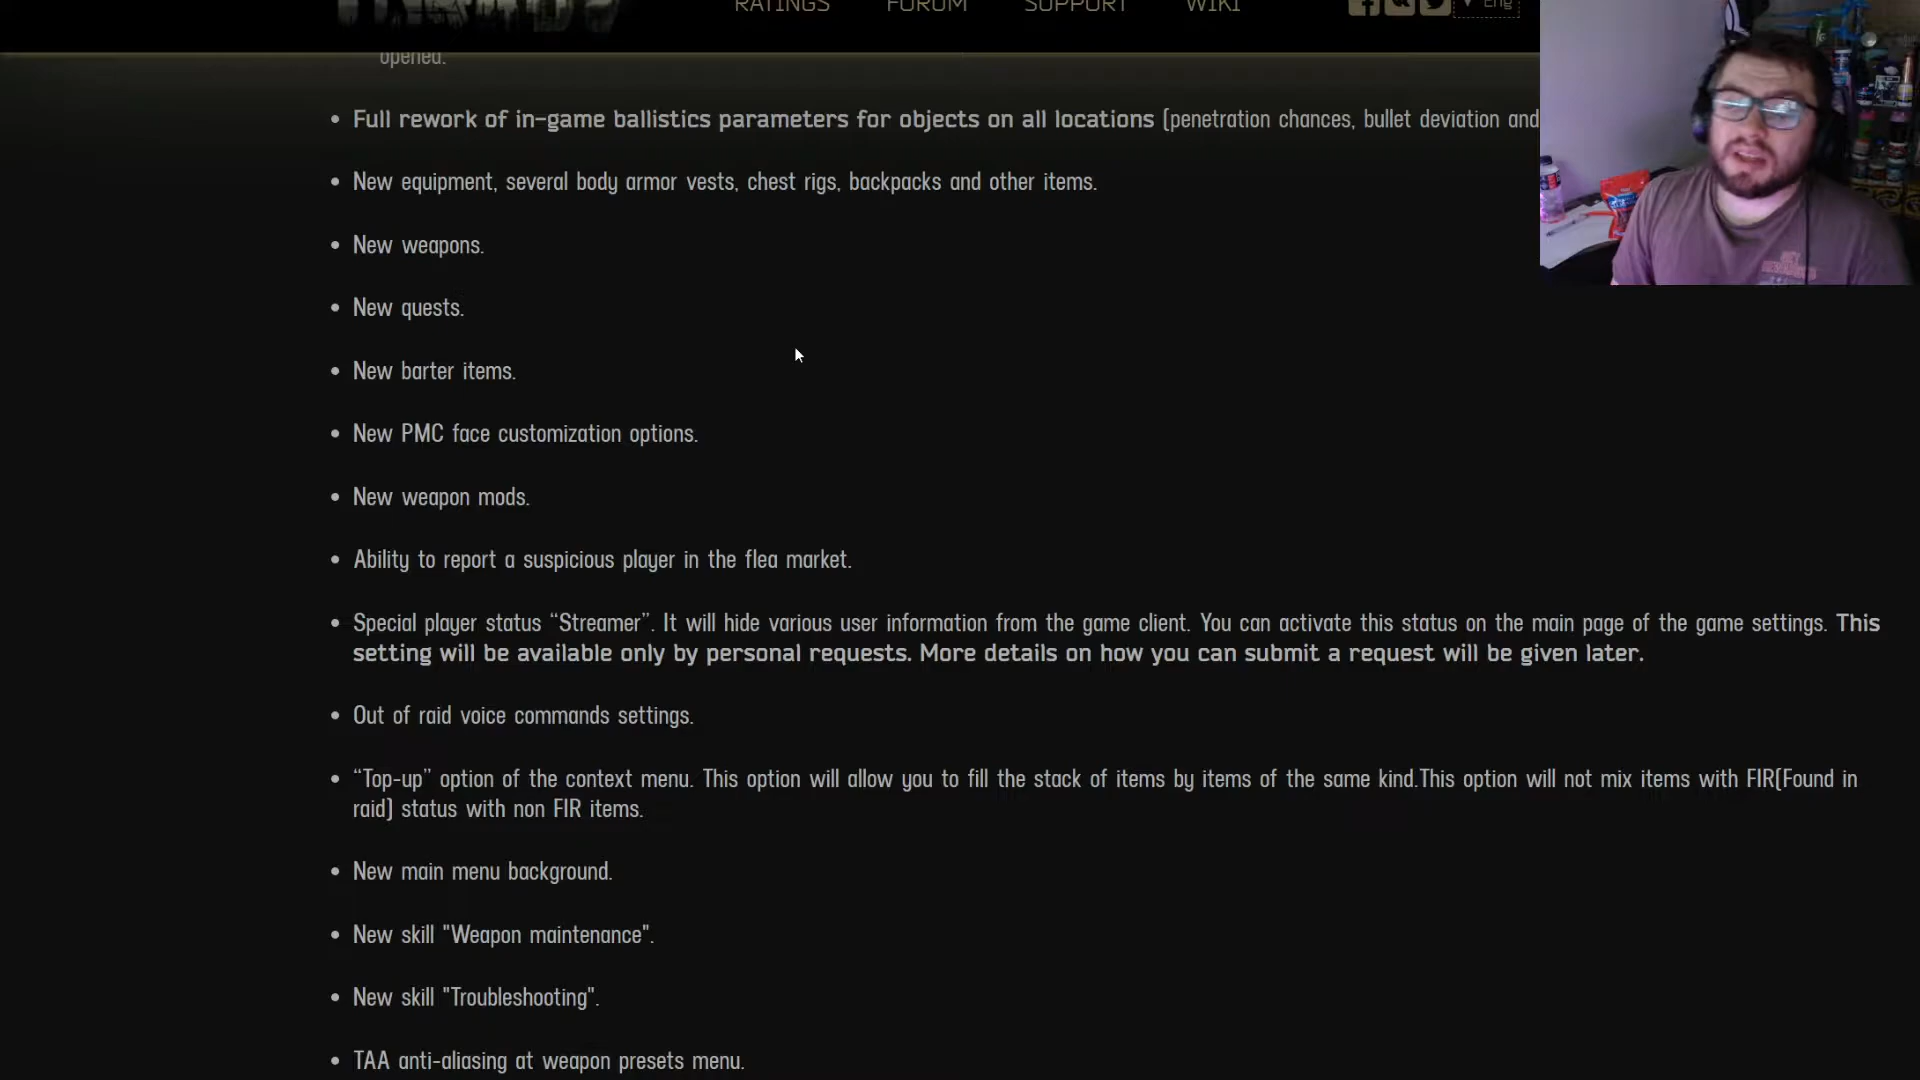 RATINGS FORUM SUPPORT WIKI Eng
opened.
• Full rework of in-game ballistics parameters for objects on all locations (penetration chances, bullet deviation and
• New equipment, several body armor vests, chest rigs, backpacks and other items.
• New weapons.
• New quests.
• New barter items.
• New PMC face customization options.
• New weapon mods.
• Ability to report a suspicious player in the flea market.
• Special player status “Streamer”. It will hide various user information from the game client. You can activate this status on the main page of the game settings. This
setting will be available only by personal requests. More details on how you can submit a request will be given later.
• Out of raid voice commands settings.
• “Top-up” option of the context menu. This option will allow you to fill the stack of items by items of the same kind.This option will not mix items with FIR(Found in
raid) status with non FIR items.
• New main menu background.
• New skill "Weapon maintenance".
• New skill "Troubleshooting".
• TAA anti-aliasing at weapon presets menu.